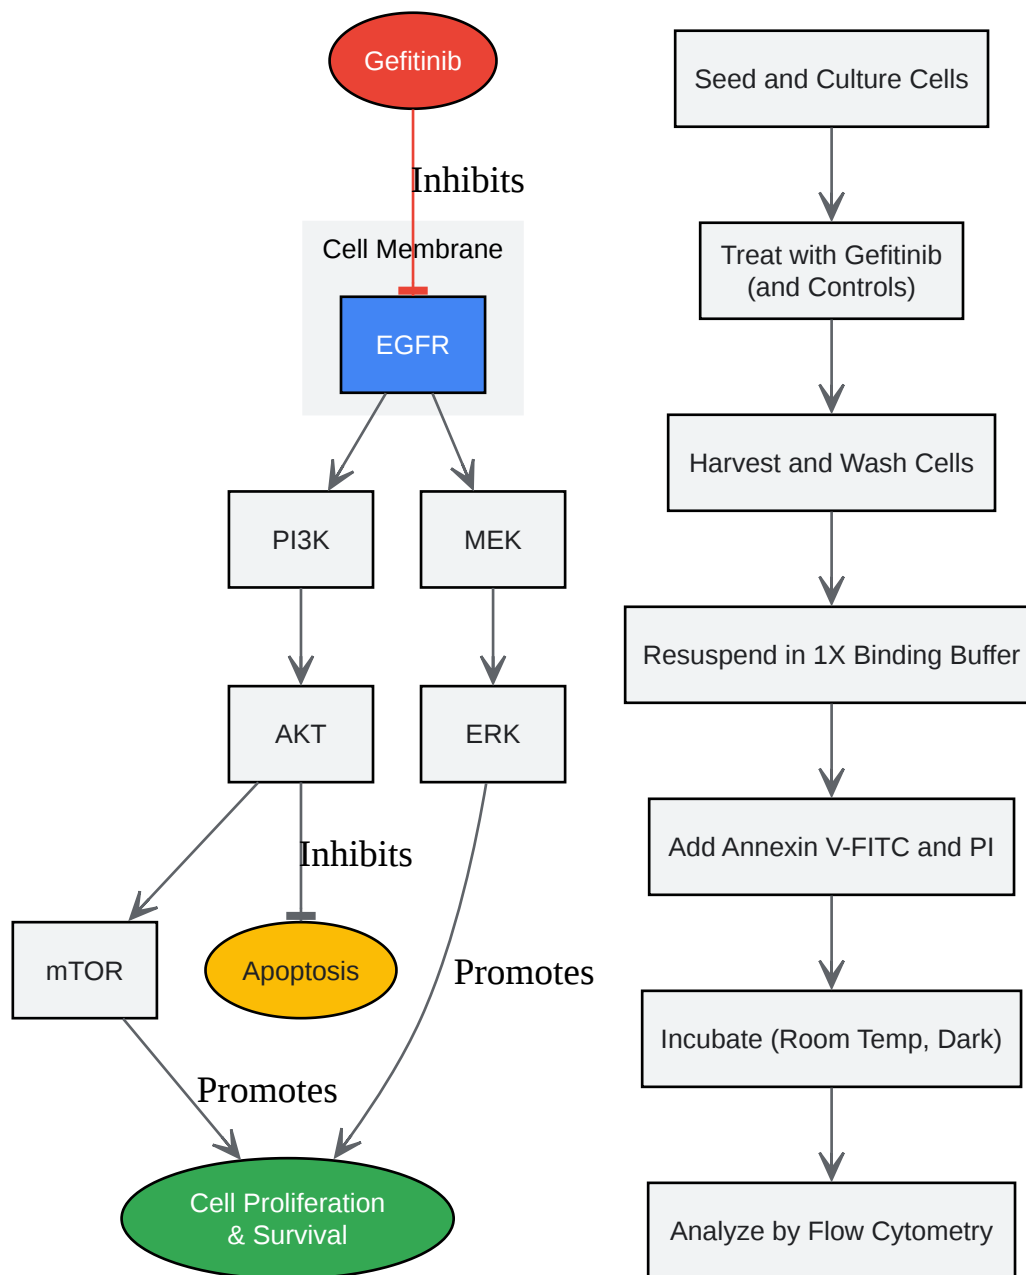 Gefitinib
Inhibits
Cell Membrane
EGFR
PI3K
MEK
AKT
ERK
Inhibits
mTOR
Apoptosis
Promotes
Promotes
Cell Proliferation
& Survival
Seed and Culture Cells
Treat with Gefitinib
(and Controls)
Harvest and Wash Cells
Resuspend in 1X Binding Buffer
Add Annexin V-FITC and PI
Incubate (Room Temp, Dark)
Analyze by Flow Cytometry